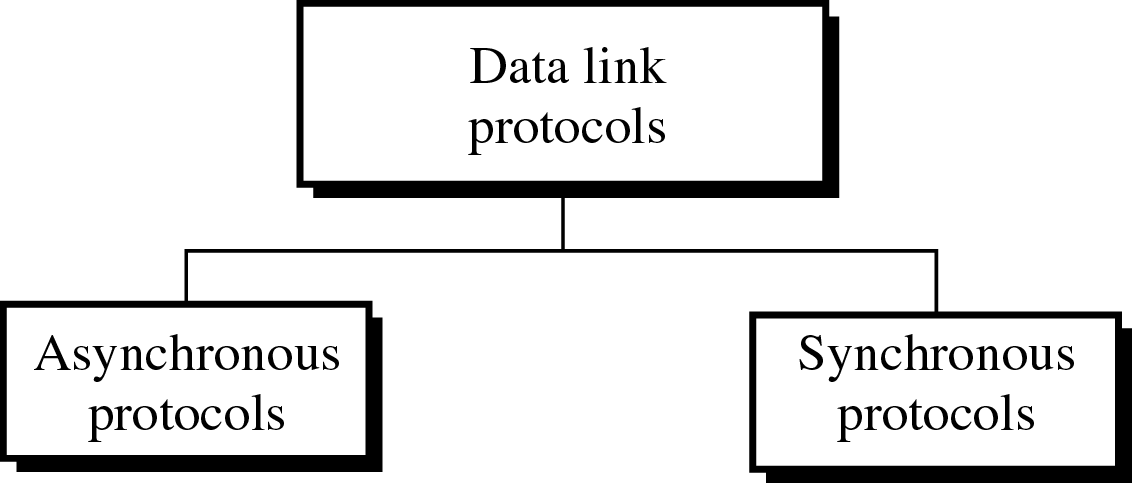 Data link
protocols
Asynchronous
protocols
Synchronous
protocols